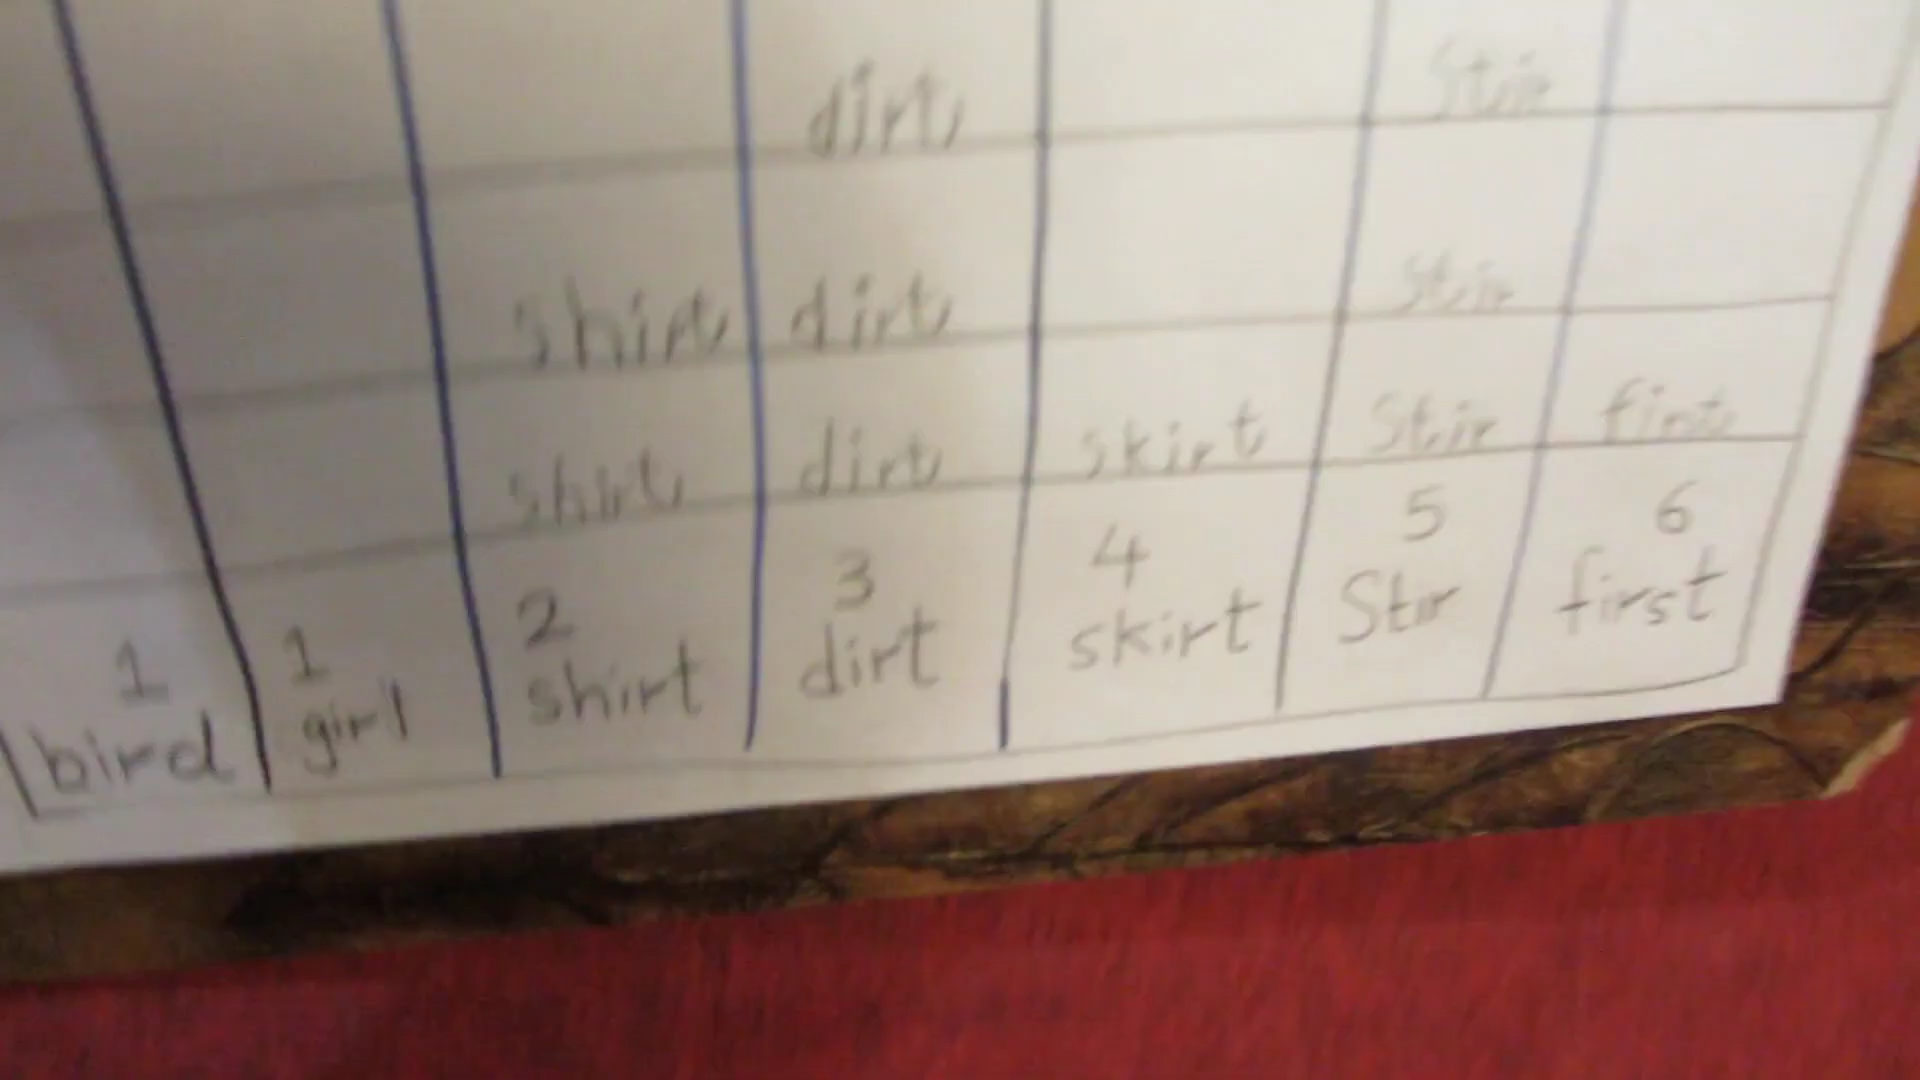 dirt stir
shirt dirt stir
shirt dirt skirt stir first
1 1 2 3 4 5 6
bird girl shirt dirt skirt Stir first